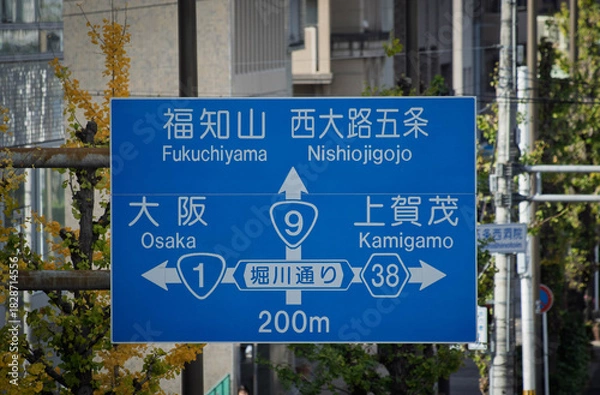 福知山 西大路五条
Fukuchiyama Nishiojigojo
9
大阪 上賀茂
Osaka Kamigamo
1 堀川通り 38
200m